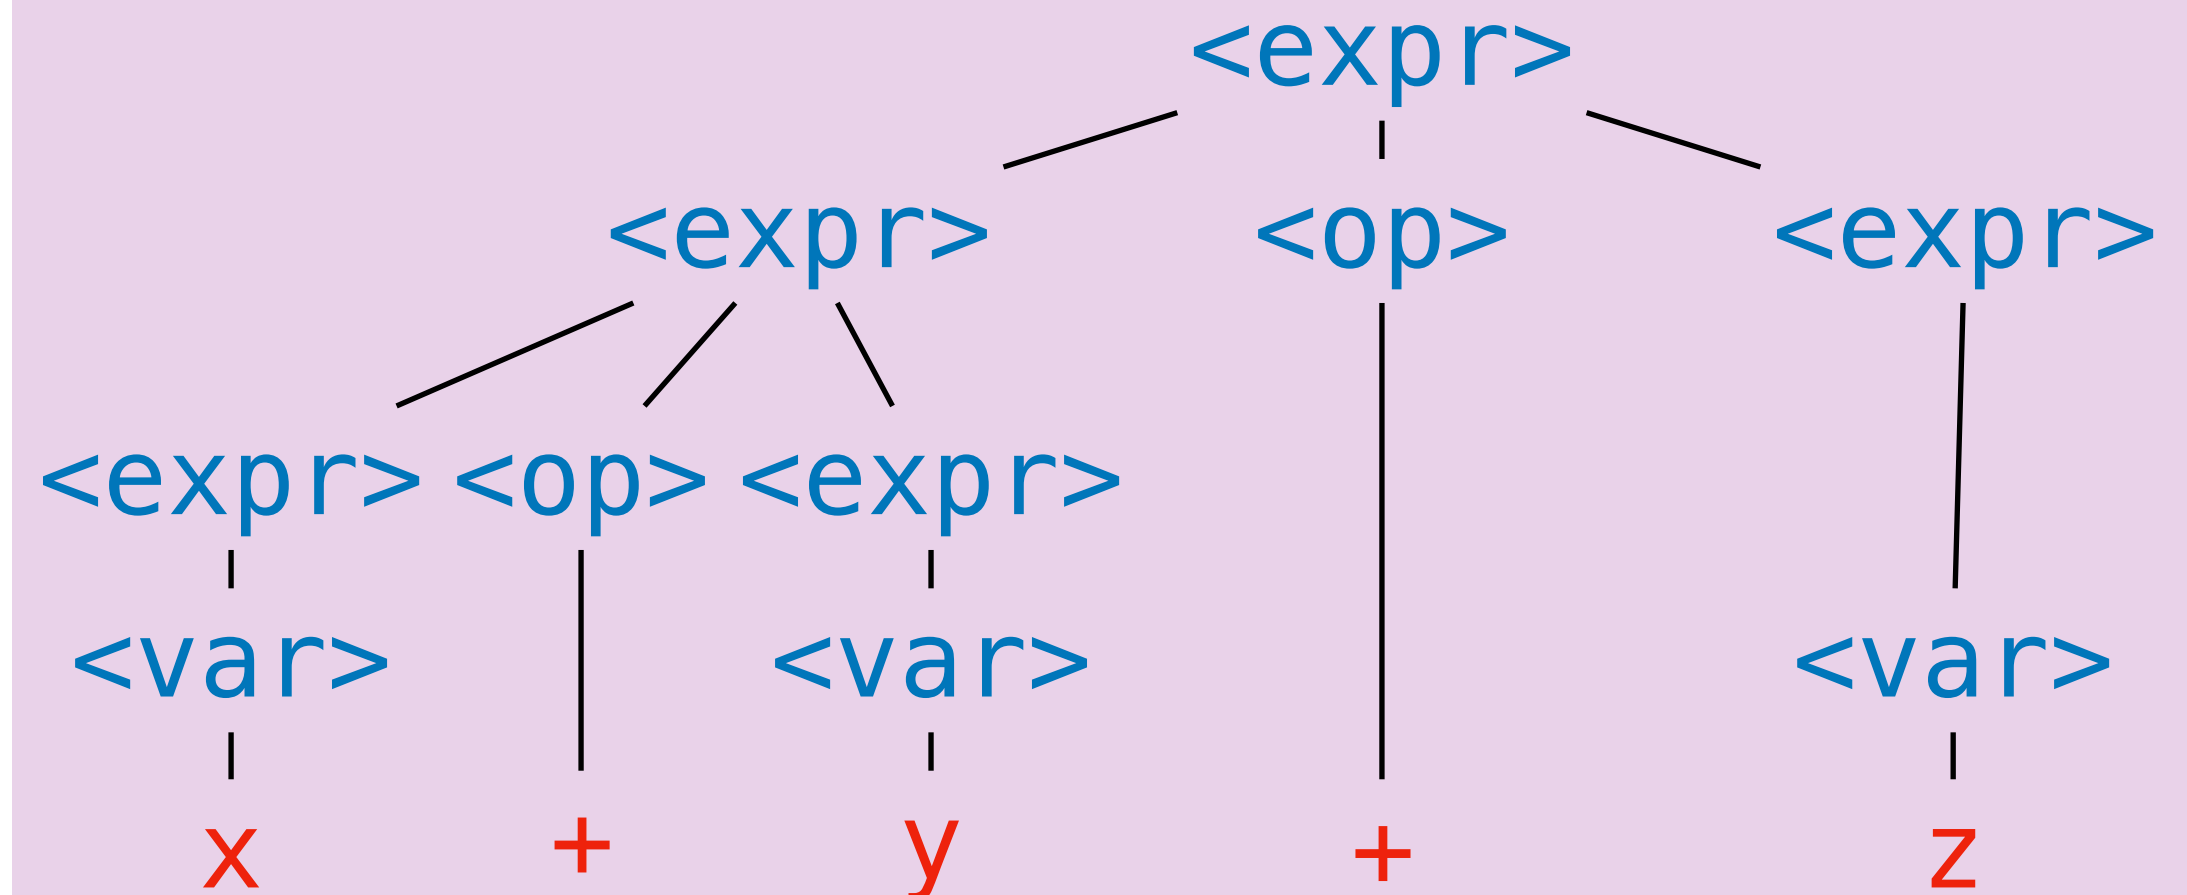 <expr>
<expr> <op> <expr>
<expr> <op> <expr>
<var> <var> <var>
x + y + z